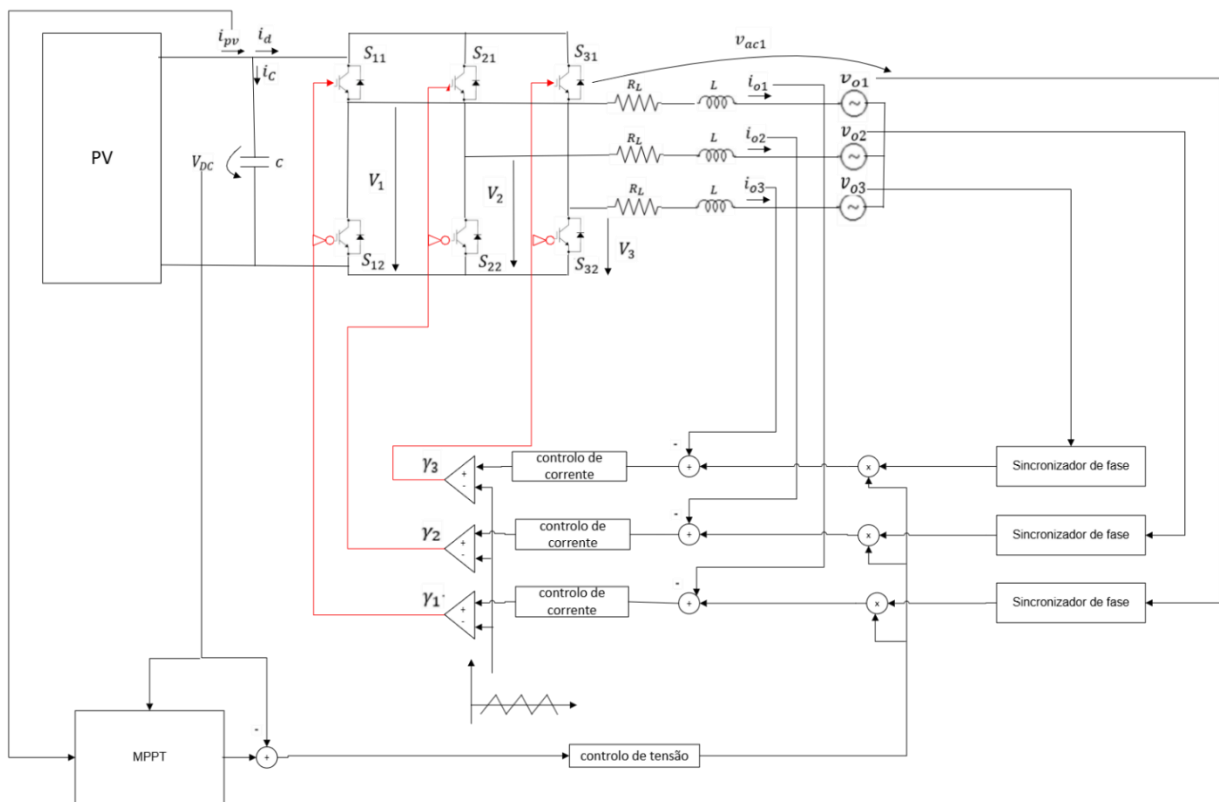 i_pv
i_d
S_11
S_21
S_31
v_ac1
i_C
PV
V_DC
C
V_1
V_2
V_3
R_L
L
i_o1
v_o1
R_L
L
i_o2
v_o2
R_L
L
i_o3
v_o3
S_12
S_22
S_32
γ_3
+
-
controlo de
corrente
-
+
x
Sincronizador de fase
γ_2
+
-
controlo de
corrente
-
+
x
Sincronizador de fase
γ_1
+
-
controlo de
corrente
-
+
x
Sincronizador de fase
MPPT
-
+
controlo de tensão